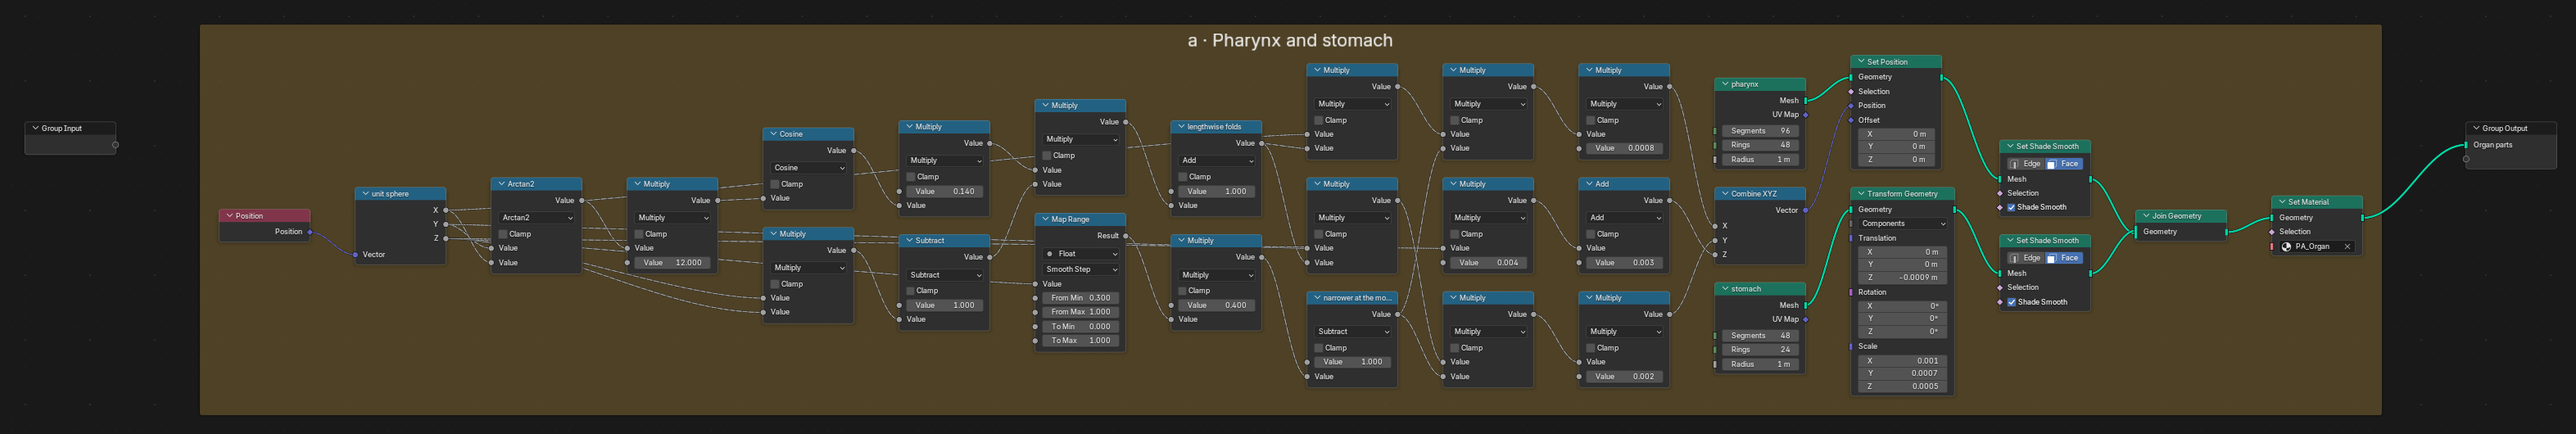 a · Pharynx and stomach
Group Input
Position
Position
unit sphere
X
Y
Z
Vector
Arctan2
Value
Arctan2
Clamp
Value
Value
Multiply
Value
Multiply
Clamp
Value
Value 12.000
Cosine
Value
Cosine
Clamp
Value
Multiply
Value
Multiply
Clamp
Value
Value
Multiply
Value
Multiply
Clamp
Value 0.140
Value
Subtract
Value
Subtract
Clamp
Value 1.000
Value
Multiply
Value
Multiply
Clamp
Value
Value
Map Range
Result
Float
Smooth Step
Value
From Min 0.300
From Max 1.000
To Min 0.000
To Max 1.000
lengthwise folds
Value
Add
Clamp
Value 1.000
Value
Multiply
Value
Multiply
Clamp
Value 0.400
Value
Multiply
Value
Multiply
Clamp
Value
Value
Multiply
Value
Multiply
Clamp
Value
Value
narrower at the mo...
Value
Subtract
Clamp
Value 1.000
Value
Multiply
Value
Multiply
Clamp
Value
Value
Multiply
Value
Multiply
Clamp
Value
Value 0.004
Multiply
Value
Multiply
Clamp
Value
Value
Multiply
Value
Multiply
Clamp
Value
Value 0.0008
Add
Value
Add
Clamp
Value
Value 0.003
Multiply
Value
Multiply
Clamp
Value
Value 0.002
pharynx
Mesh
UV Map
Segments 96
Rings 48
Radius 1 m
Combine XYZ
Vector
X
Y
Z
stomach
Mesh
UV Map
Segments 48
Rings 24
Radius 1 m
Set Position
Geometry
Selection
Position
Offset
X 0 m
Y 0 m
Z 0 m
Transform Geometry
Geometry
Components
Translation
X 0 m
Y 0 m
Z -0.0009 m
Rotation
X 0°
Y 0°
Z 0°
Scale
X 0.001
Y 0.0007
Z 0.0005
Set Shade Smooth
Edge Face
Mesh
Selection
Shade Smooth
Set Shade Smooth
Edge Face
Mesh
Selection
Shade Smooth
Join Geometry
Geometry
Set Material
Geometry
Selection
PA_Organ
Group Output
Organ parts